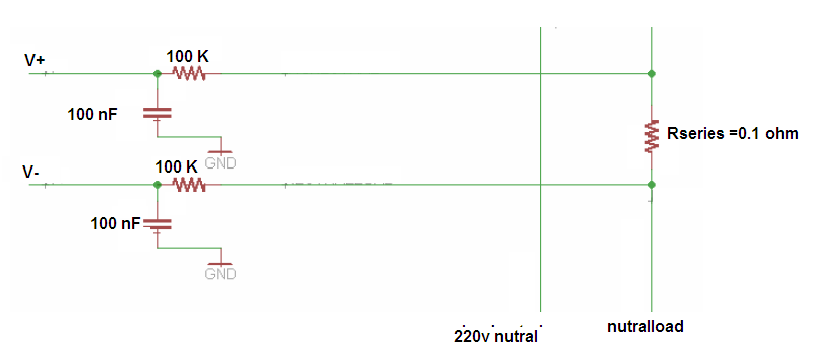 V+
100 K
100 nF
GND
Rseries =0.1 ohm
V-
100 K
100 nF
GND
220v nutral
nutralload